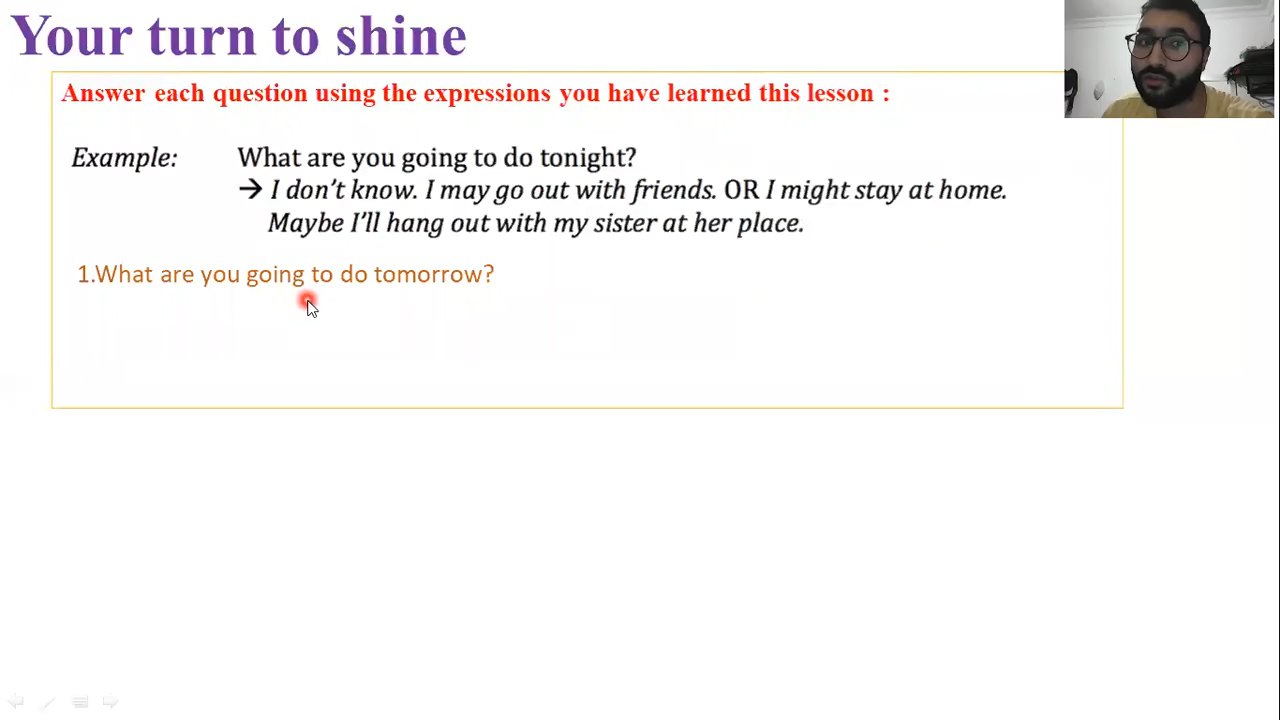 Your turn to shine
Answer each question using the expressions you have learned this lesson :
Example: What are you going to do tonight?
→ I don't know. I may go out with friends. OR I might stay at home.
Maybe I'll hang out with my sister at her place.
1.What are you going to do tomorrow?